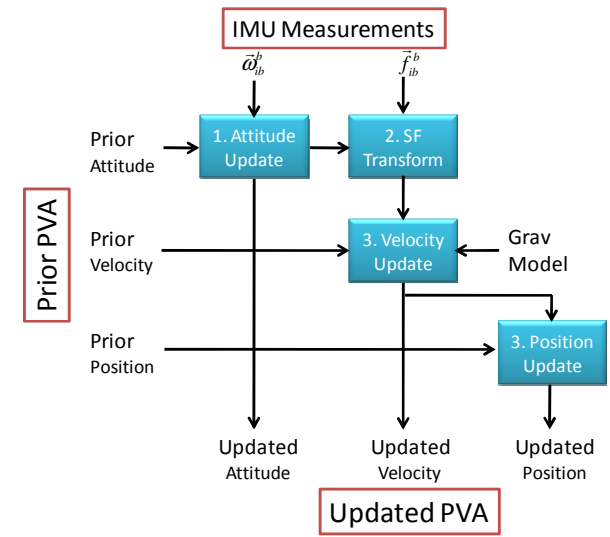 IMU Measurements
ω⃗ᵇᵢᵦ f⃗ᵇᵢᵦ
Prior
Attitude
1. Attitude
Update
2. SF
Transform
Prior PVA
Prior
Velocity
3. Velocity
Update
Grav
Model
Prior
Position
3. Position
Update
Updated
Attitude
Updated
Velocity
Updated
Position
Updated PVA